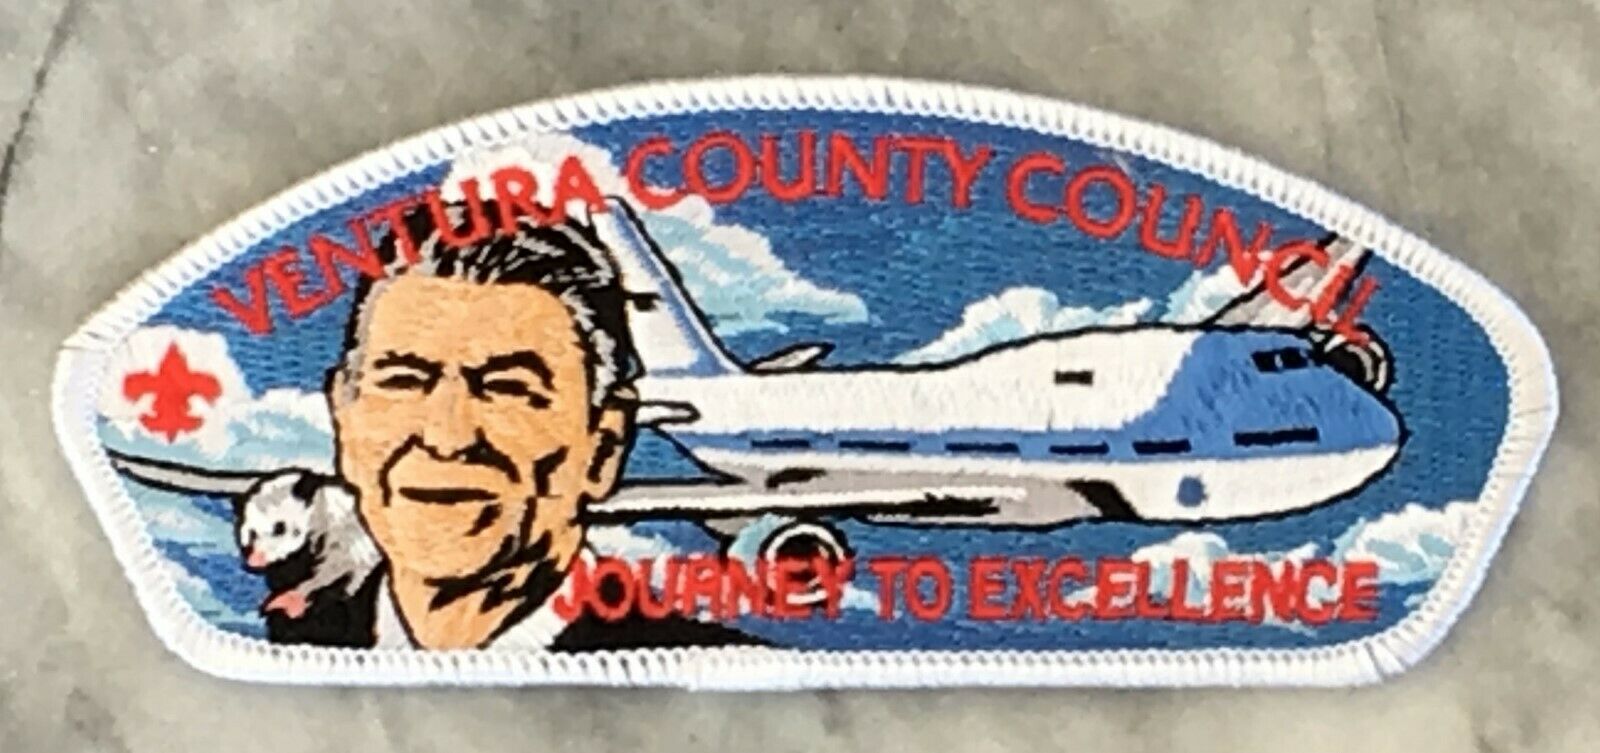 VENTURA COUNTY COUNCIL
JOURNEY TO EXCELLENCE